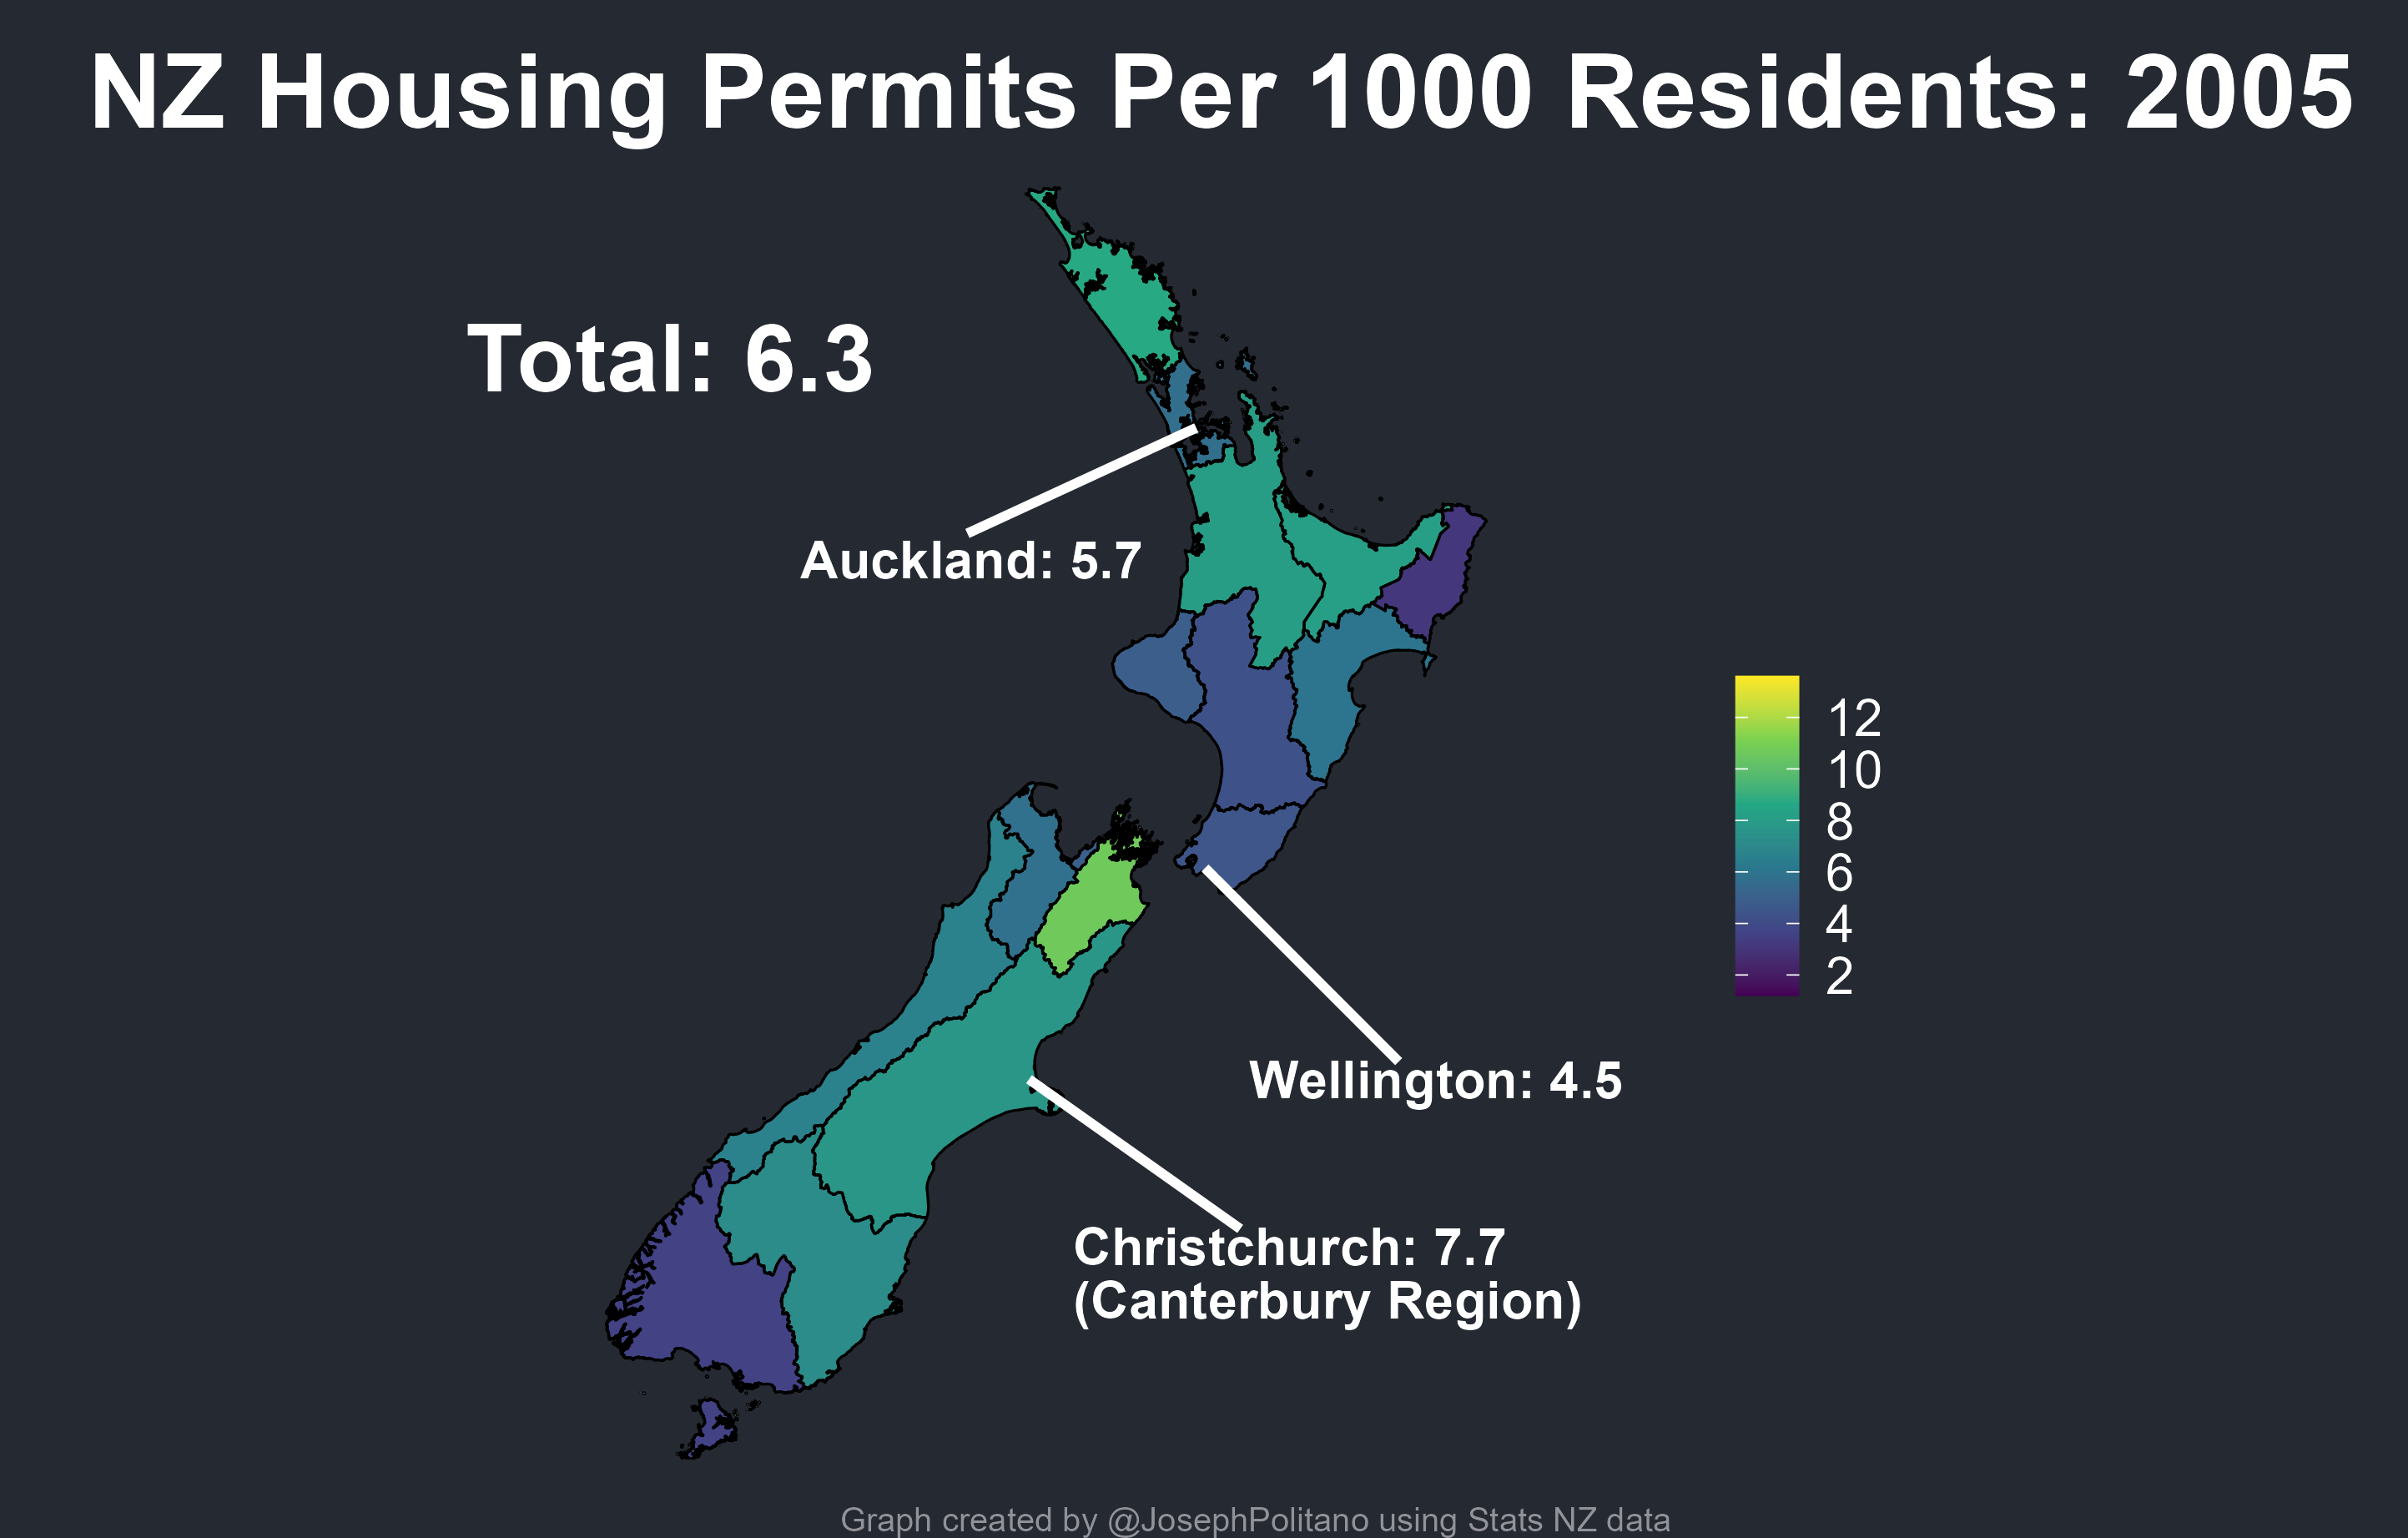 NZ Housing Permits Per 1000 Residents: 2005
Total: 6.3
Auckland: 5.7
12
10
8
6
4
2
Wellington: 4.5
Christchurch: 7.7
(Canterbury Region)
Graph created by @JosephPolitano using Stats NZ data